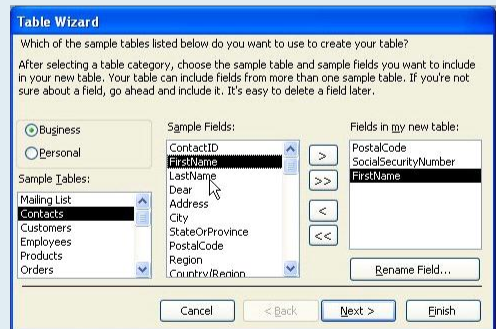 Table Wizard
Which of the sample tables listed below do you want to use to create your table?
After selecting a table category, choose the sample table and sample fields you want to include
in your new table. Your table can include fields from more than one sample table. If you're not
sure about a field, go ahead and include it. It's easy to delete a field later.
Business
Personal
Sample Tables:
Mailing List
Contacts
Customers
Employees
Products
Orders
Sample Fields:
ContactID
FirstName
LastName
Dear
Address
City
StateOrProvince
PostalCode
Region
Country/Region
>
>>
<
<<
Fields in my new table:
PostalCode
SocialSecurityNumber
FirstName
Rename Field...
Cancel
< Back
Next >
Finish